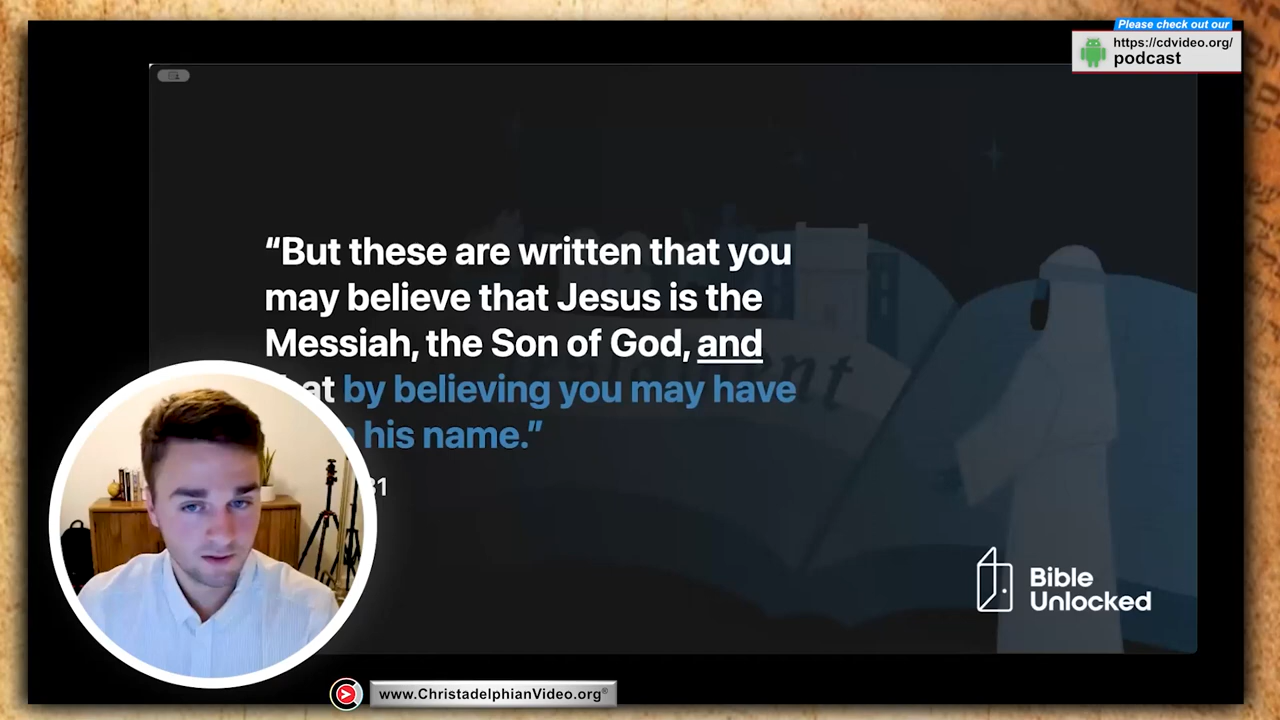 Please check out our
https://cdvideo.org/
podcast
“But these are written that you
may believe that Jesus is the
Messiah, the Son of God, and
by believing you may have
his name.”
Bible
Unlocked
www.ChristadelphianVideo.org®